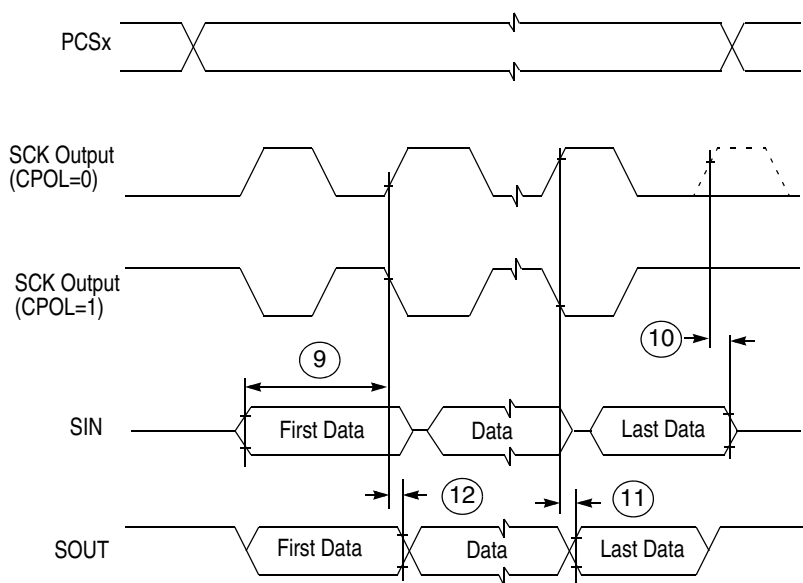 PCSx
SCK Output
(CPOL=0)
SCK Output
(CPOL=1)
10
9
SIN
First Data
Data
Last Data
12
11
SOUT
First Data
Data
Last Data